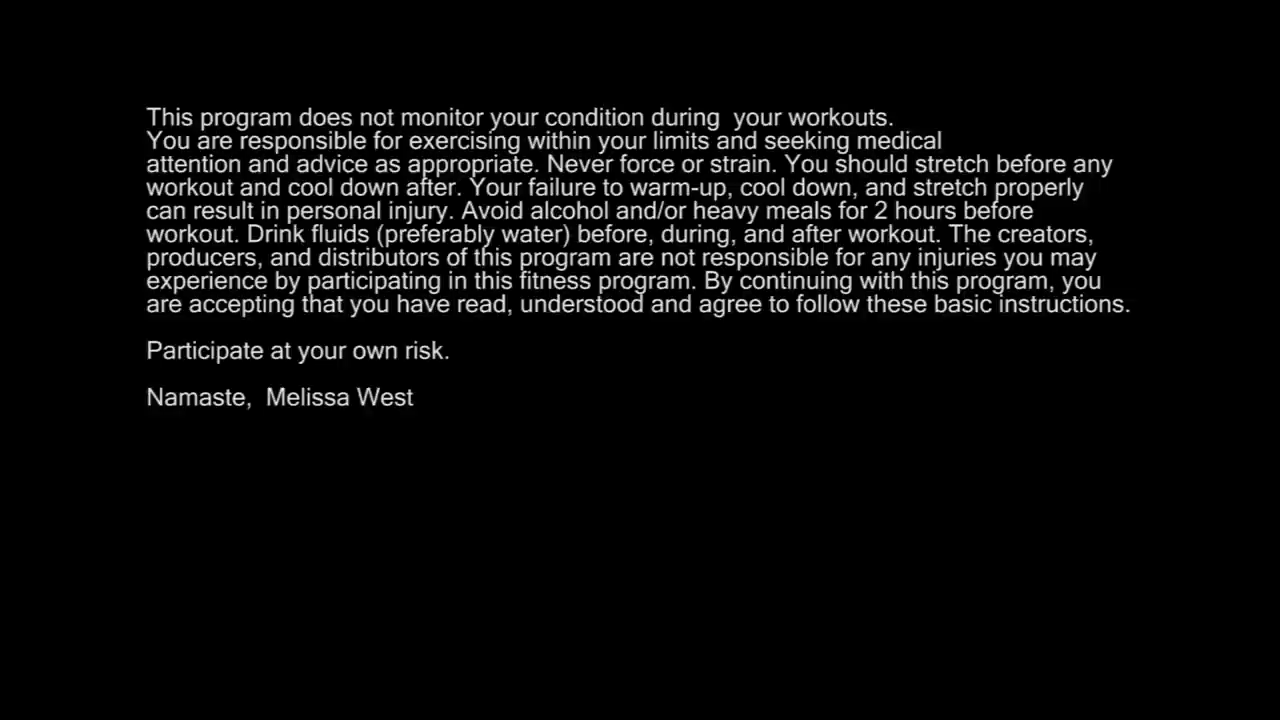 This program does not monitor your condition during  your workouts.
You are responsible for exercising within your limits and seeking medical
attention and advice as appropriate. Never force or strain. You should stretch before any
workout and cool down after. Your failure to warm-up, cool down, and stretch properly
can result in personal injury. Avoid alcohol and/or heavy meals for 2 hours before
workout. Drink fluids (preferably water) before, during, and after workout. The creators,
producers, and distributors of this program are not responsible for any injuries you may
experience by participating in this fitness program. By continuing with this program, you
are accepting that you have read, understood and agree to follow these basic instructions.
Participate at your own risk.
Namaste,  Melissa West